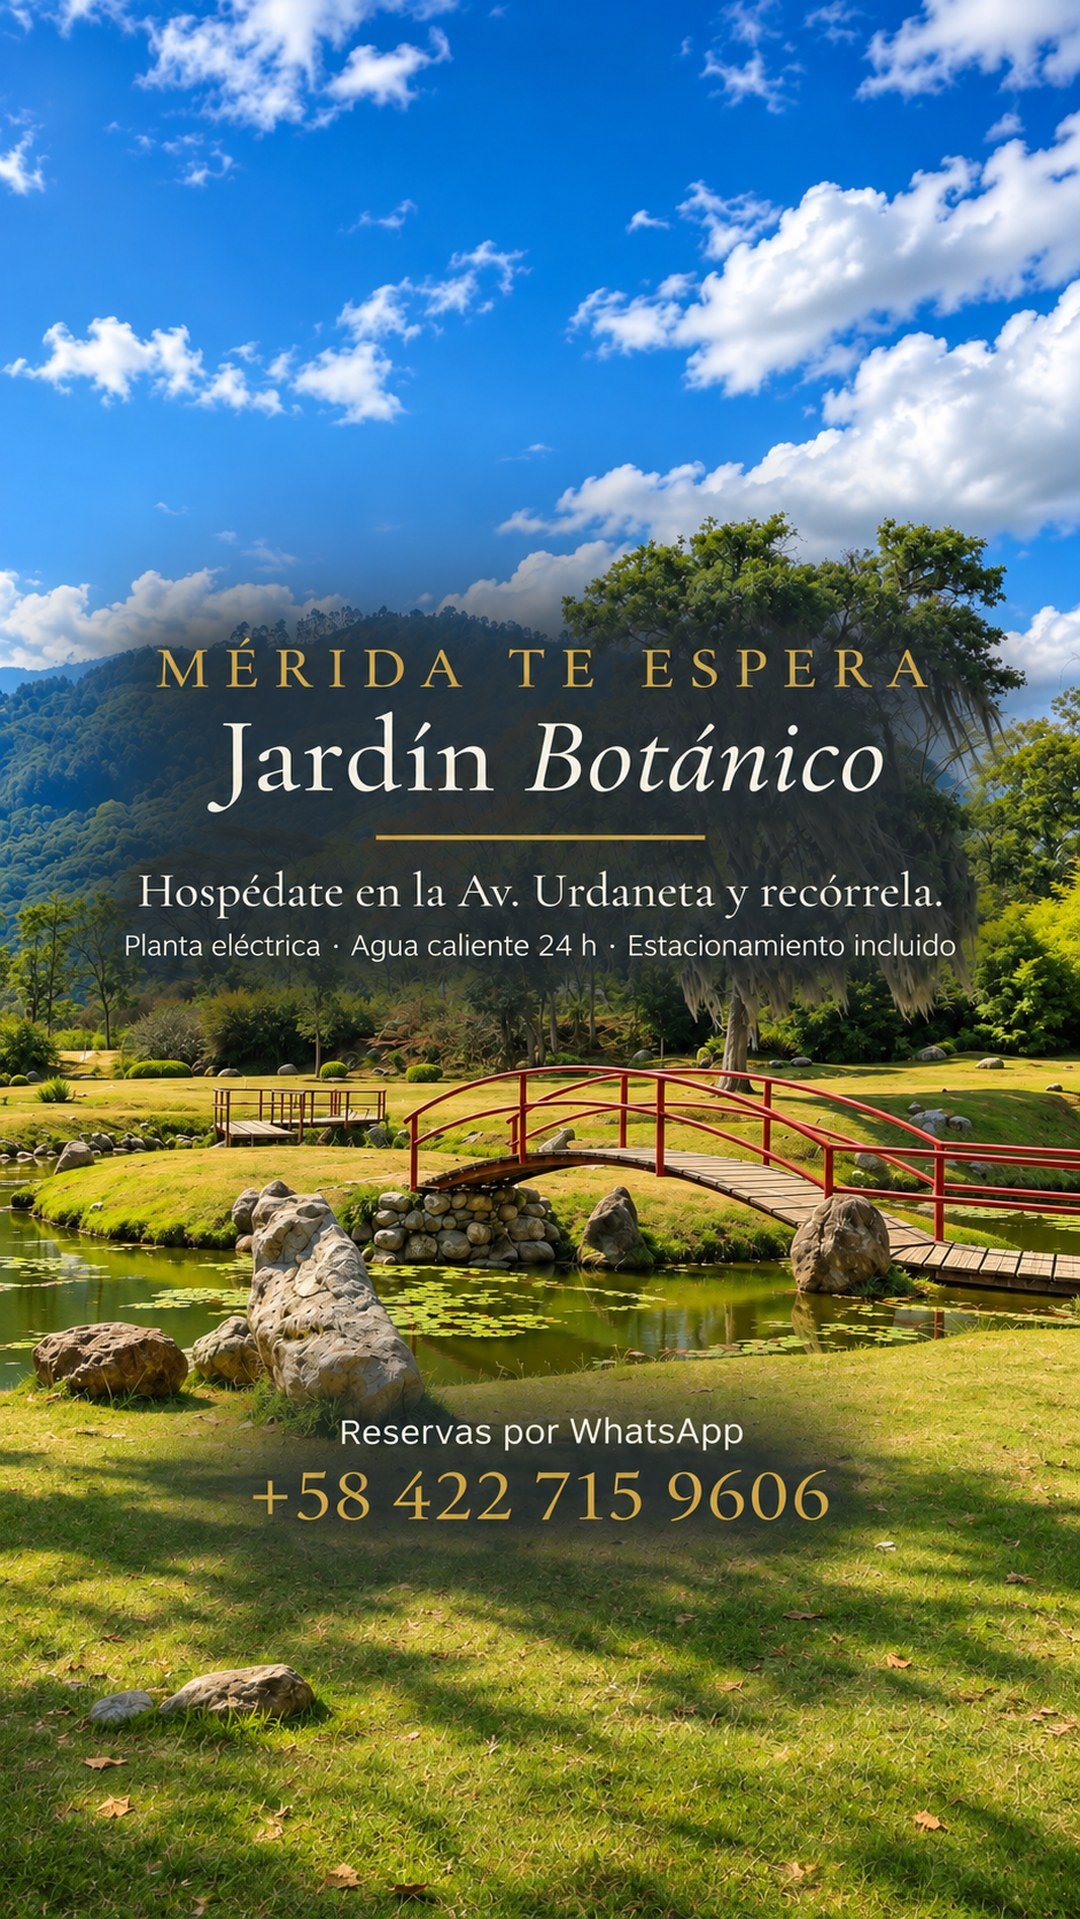 MÉRIDA TE ESPERA
Jardín Botánico
Hospédate en la Av. Urdaneta y recórrela.
Planta eléctrica · Agua caliente 24 h · Estacionamiento incluido
Reservas por WhatsApp
+58 422 715 9606